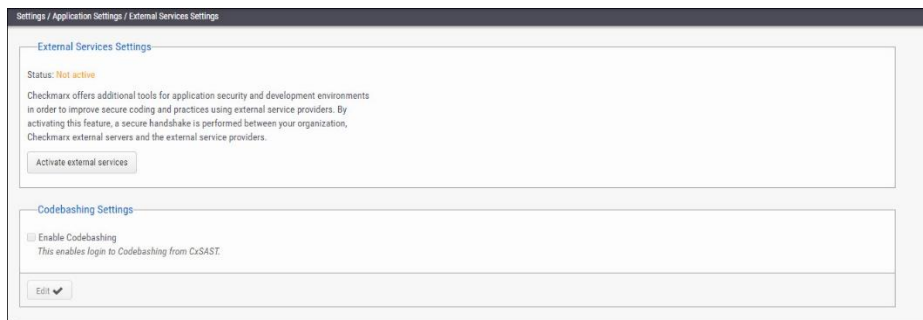 Settings / Application Settings / External Services Settings
External Services Settings
Status: Not active
Checkmarx offers additional tools for application security and development environments
in order to improve secure coding and practices using external service providers. By
activating this feature, a secure handshake is performed between your organization,
Checkmarx external servers and the external service providers.
Activate external services
Codebashing Settings
Enable Codebashing
This enables login to Codebashing from CxSAST.
Edit